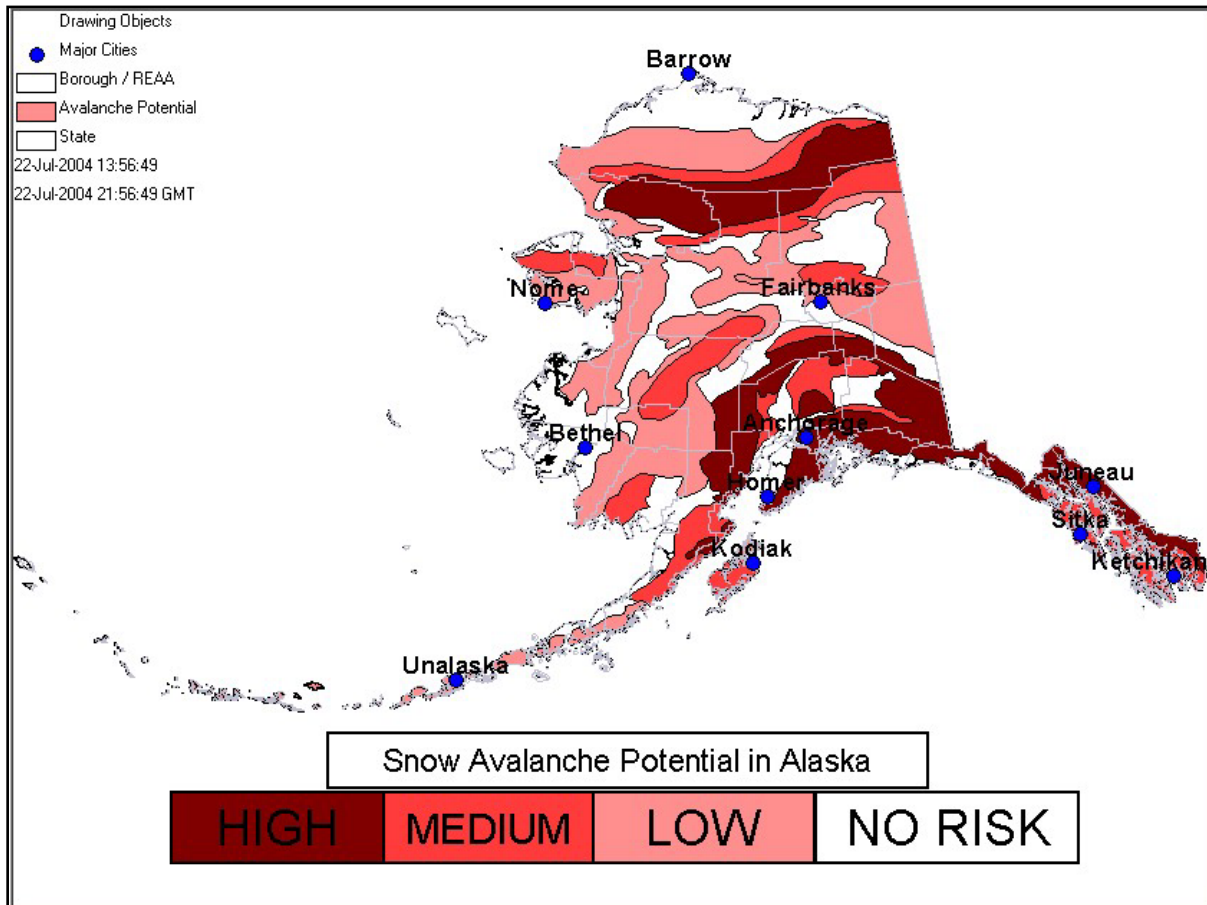 Drawing Objects
Major Cities
Borough / REAA
Avalanche Potential
State
22-Jul-2004 13:56:49
22-Jul-2004 21:56:49 GMT
Barrow
Nome
Fairbanks
Bethel
Anchorage
Homer
Juneau
Sitka
Kodiak
Ketchikan
Unalaska
Snow Avalanche Potential in Alaska
HIGH MEDIUM LOW NO RISK